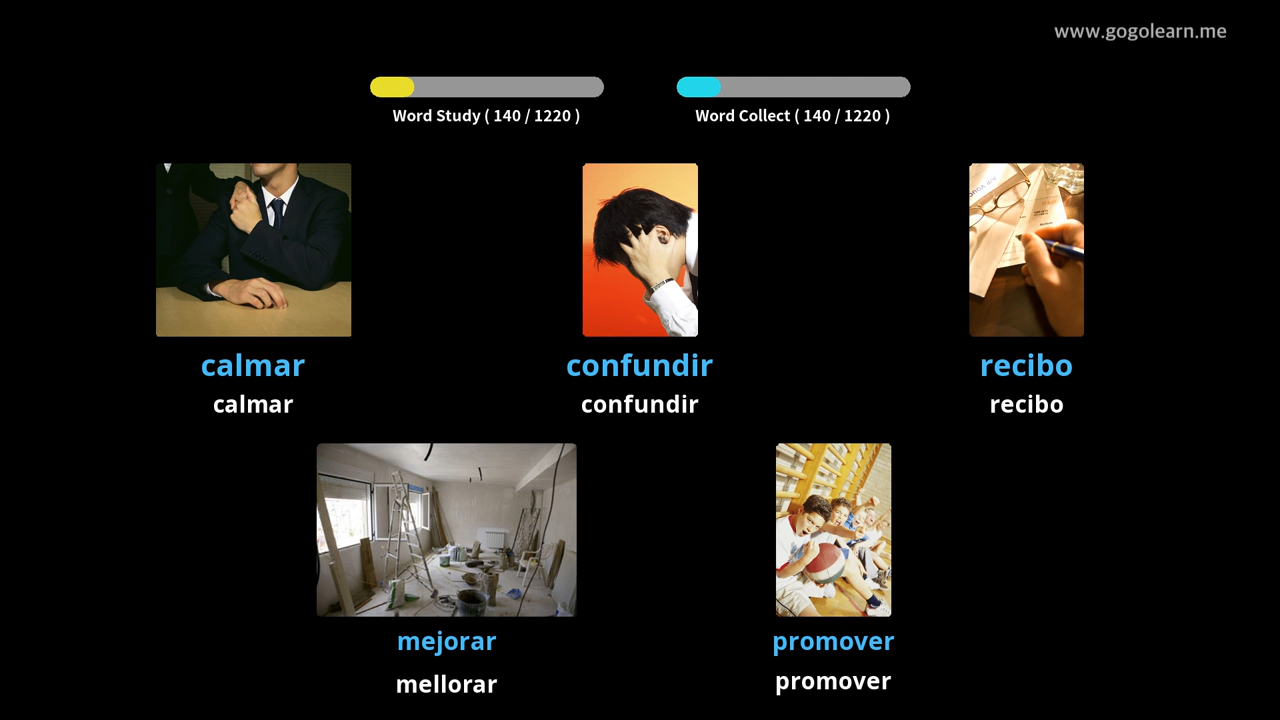 www.gogolearn.me
Word Study ( 140 / 1220 )
Word Collect ( 140 / 1220 )
calmar
calmar
confundir
confundir
recibo
recibo
mejorar
mellorar
promover
promover